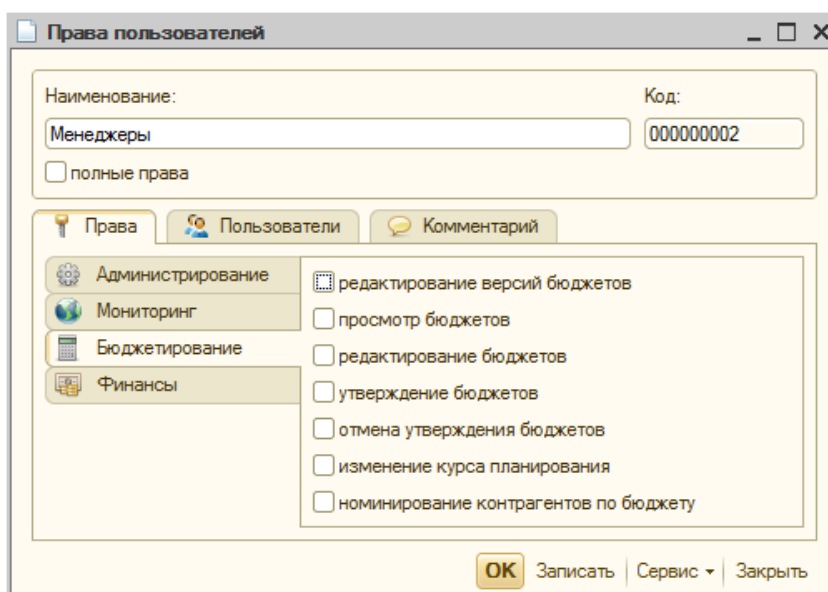 Права пользователей
Наименование: Код:
Менеджеры 000000002
полные права
Права Пользователи Комментарий
Администрирование
Мониторинг
Бюджетирование
Финансы
редактирование версий бюджетов
просмотр бюджетов
редактирование бюджетов
утверждение бюджетов
отмена утверждения бюджетов
изменение курса планирования
номинирование контрагентов по бюджету
OK Записать Сервис Закрыть